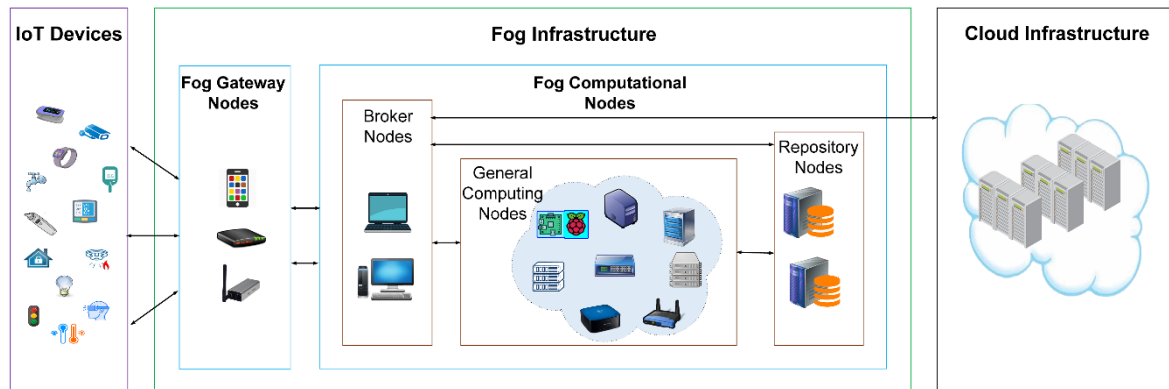 IoT Devices
Fog Infrastructure
Cloud Infrastructure
Fog Gateway
Nodes
Fog Computational
Nodes
Broker
Nodes
General
Computing
Nodes
Repository
Nodes